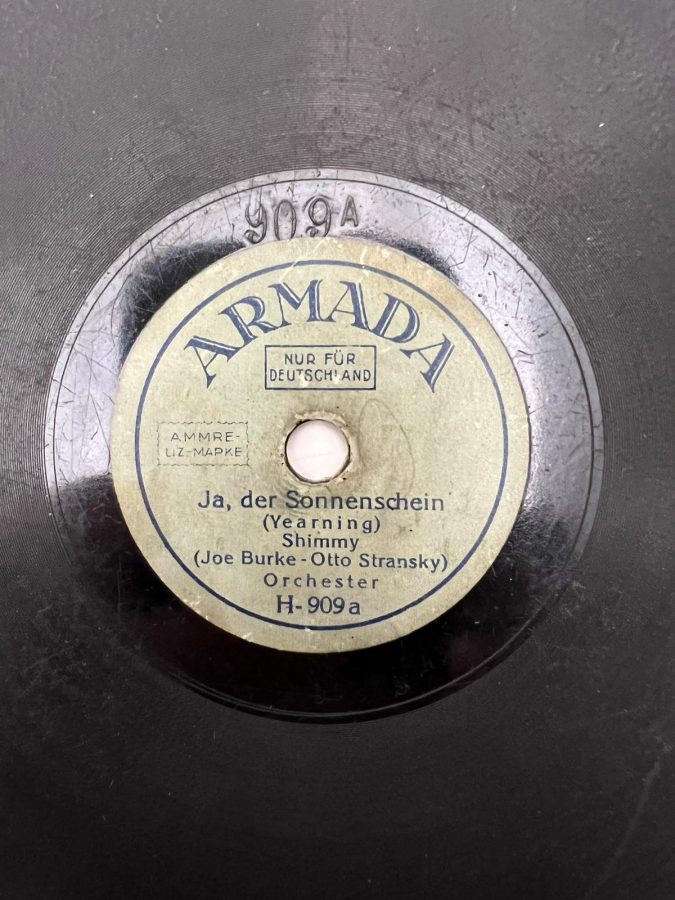 909A
ARMADA
NUR FÜR
DEUTSCHLAND
AMMRE-
LIZ-MARKE
Ja, der Sonnenschein
(Yearning)
Shimmy
(Joe Burke - Otto Stransky)
Orchester
H-909a